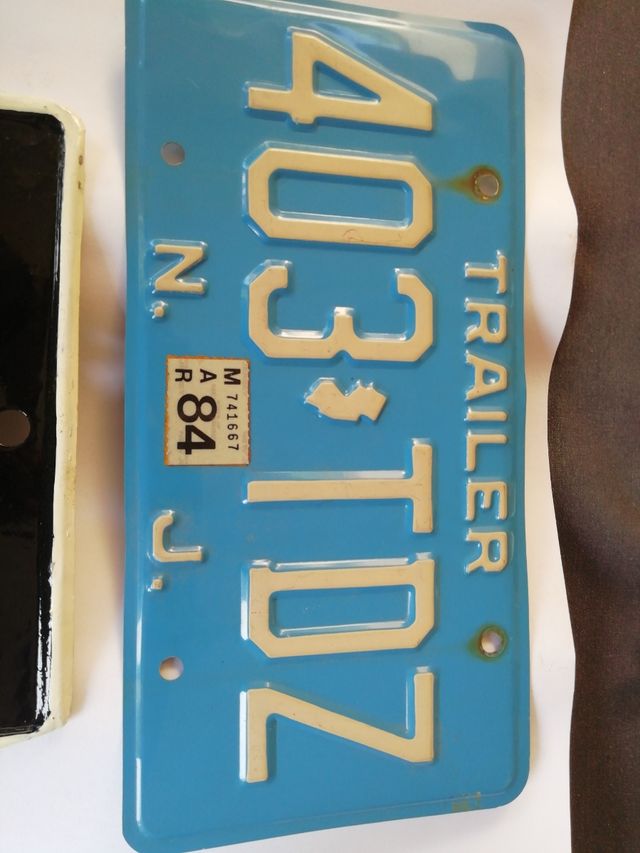 TRAILER
403 TDZ
N. J.
M 741667
A
R 84